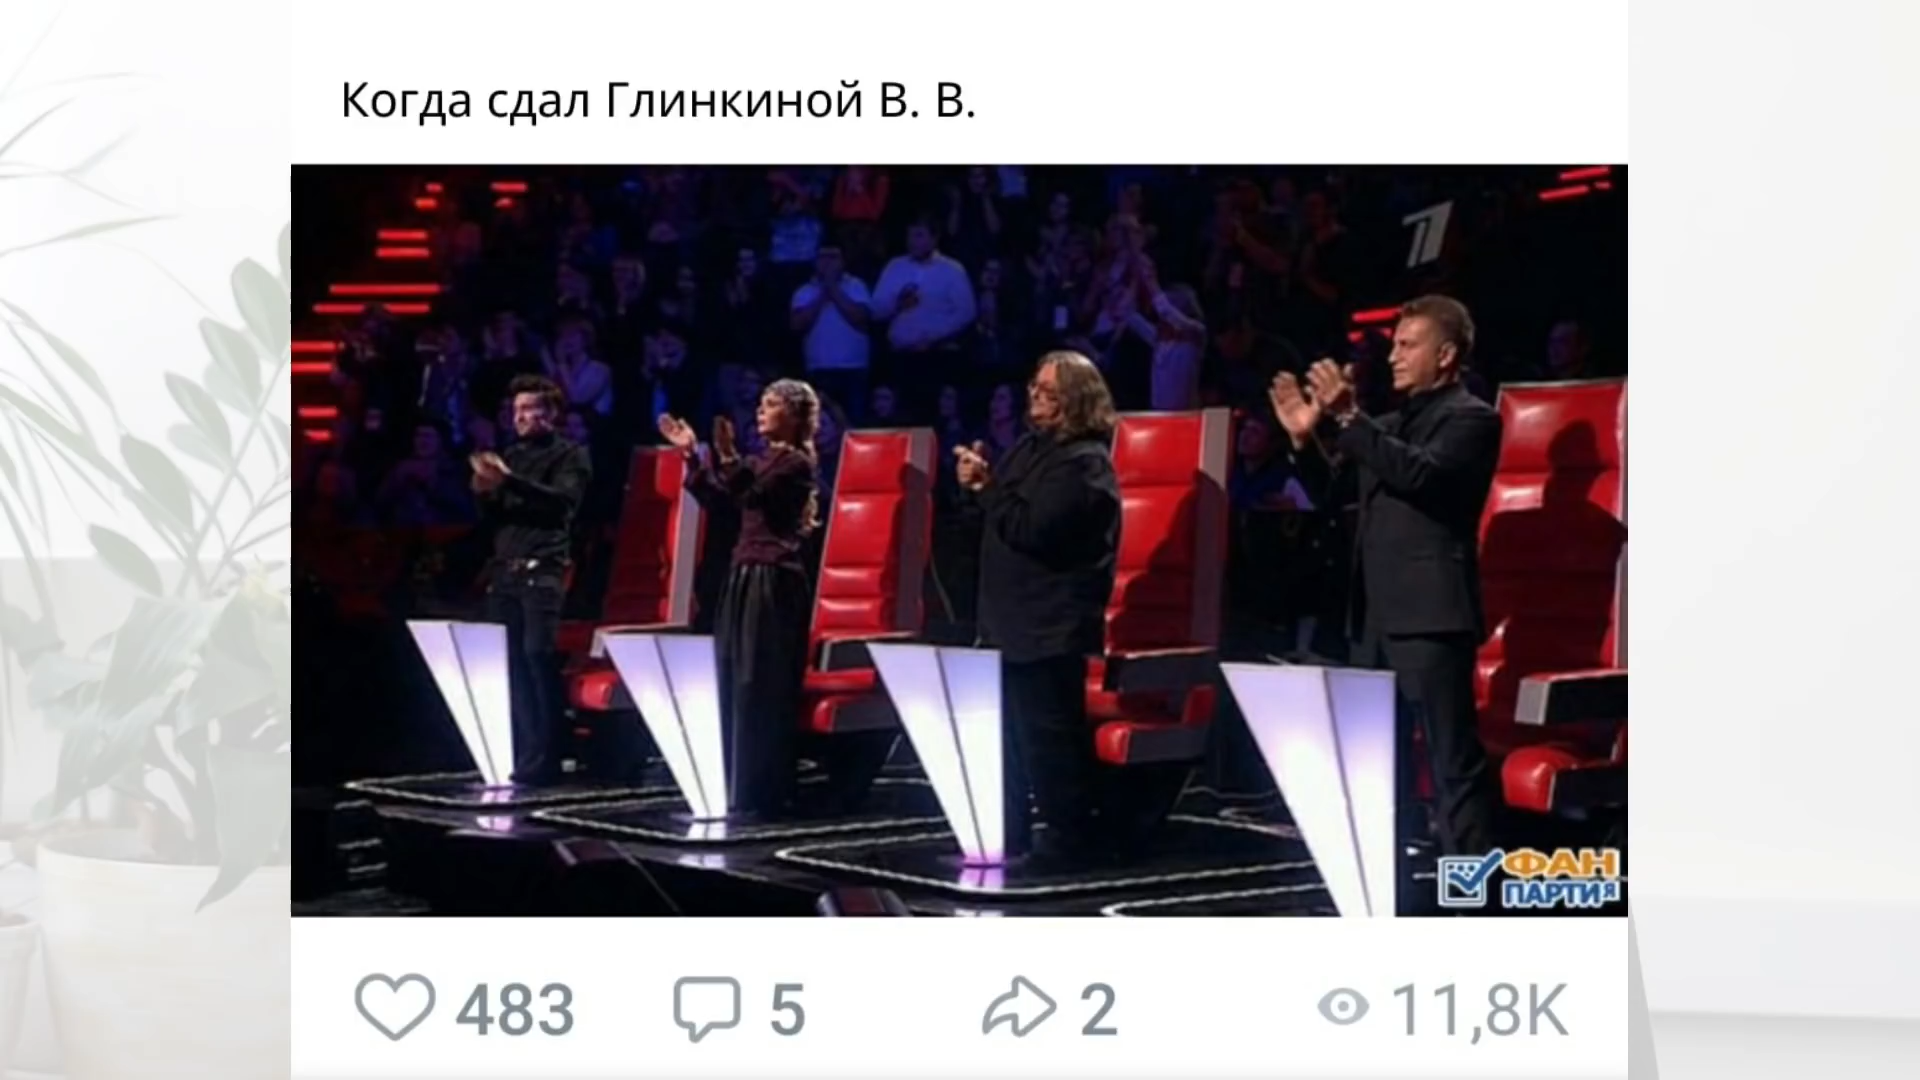 Когда сдал Глинкиной В. В.
ФАН
ПАРТИЯ
483
5
2
11,8K